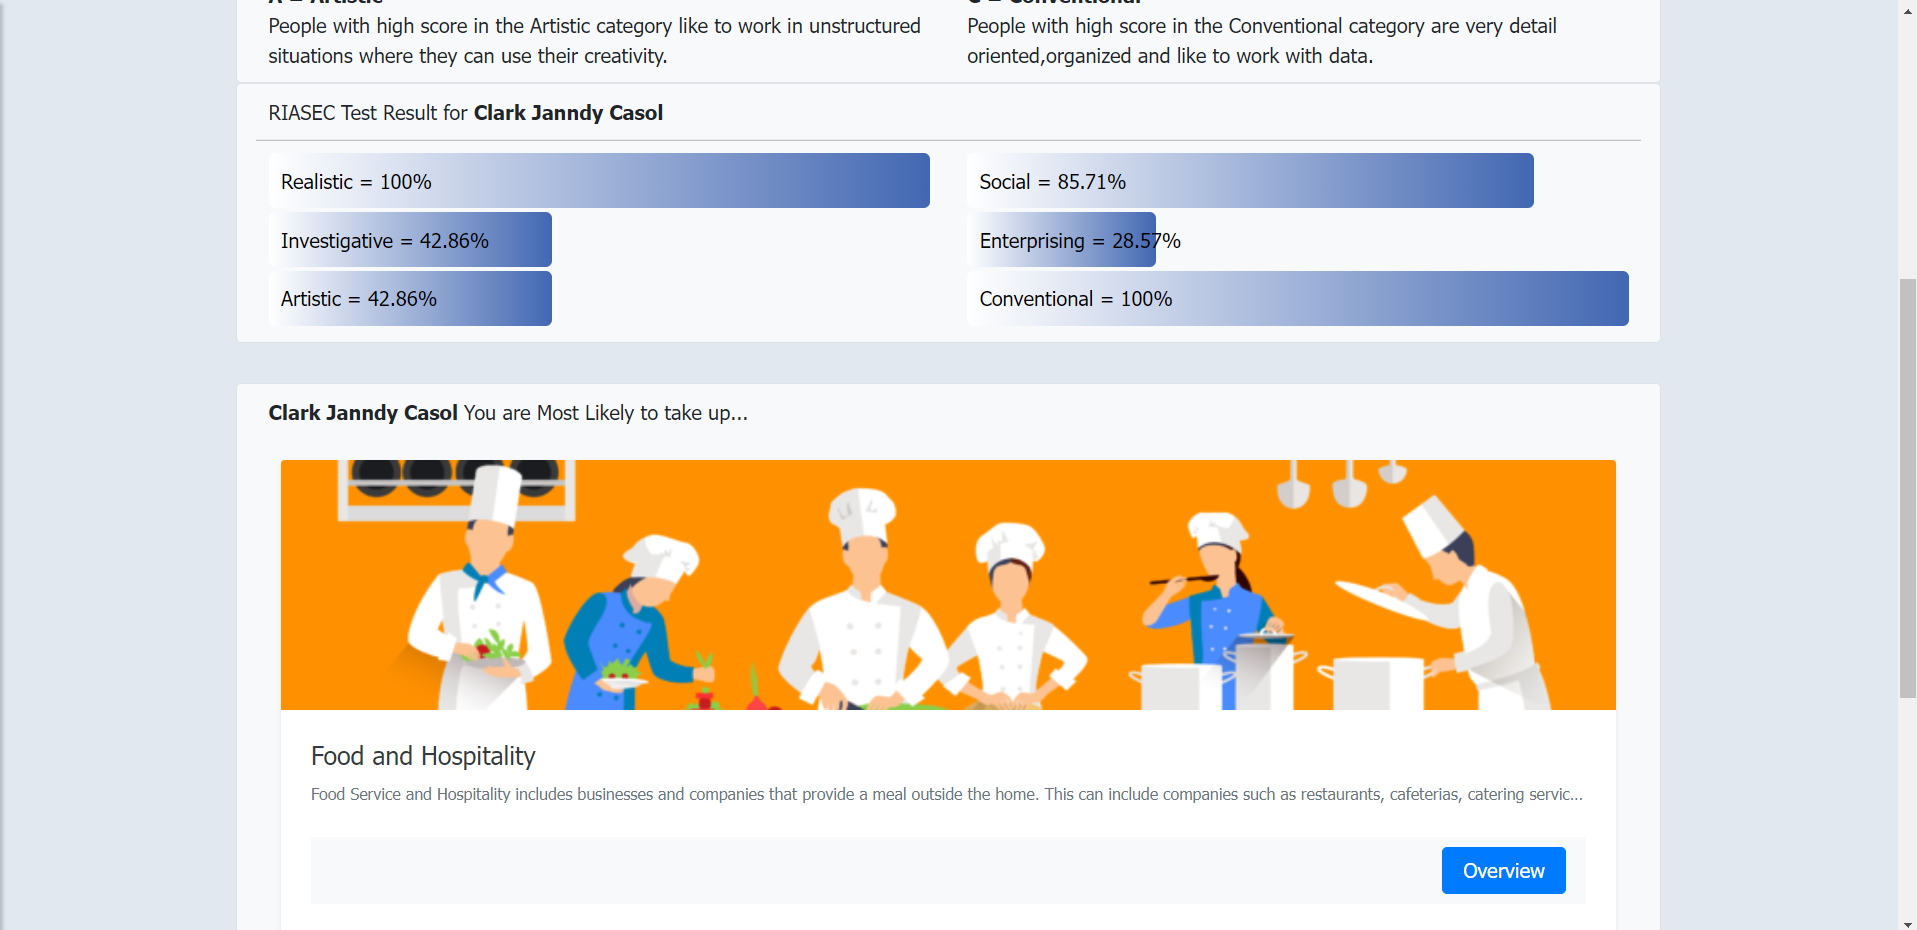 A = Artistic
People with high score in the Artistic category like to work in unstructured
situations where they can use their creativity.
C = Conventional
People with high score in the Conventional category are very detail
oriented,organized and like to work with data.
RIASEC Test Result for Clark Janndy Casol
Realistic = 100%
Investigative = 42.86%
Artistic = 42.86%
Social = 85.71%
Enterprising = 28.57%
Conventional = 100%
Clark Janndy Casol You are Most Likely to take up...
Food and Hospitality
Food Service and Hospitality includes businesses and companies that provide a meal outside the home. This can include companies such as restaurants, cafeterias, catering servic...
Overview